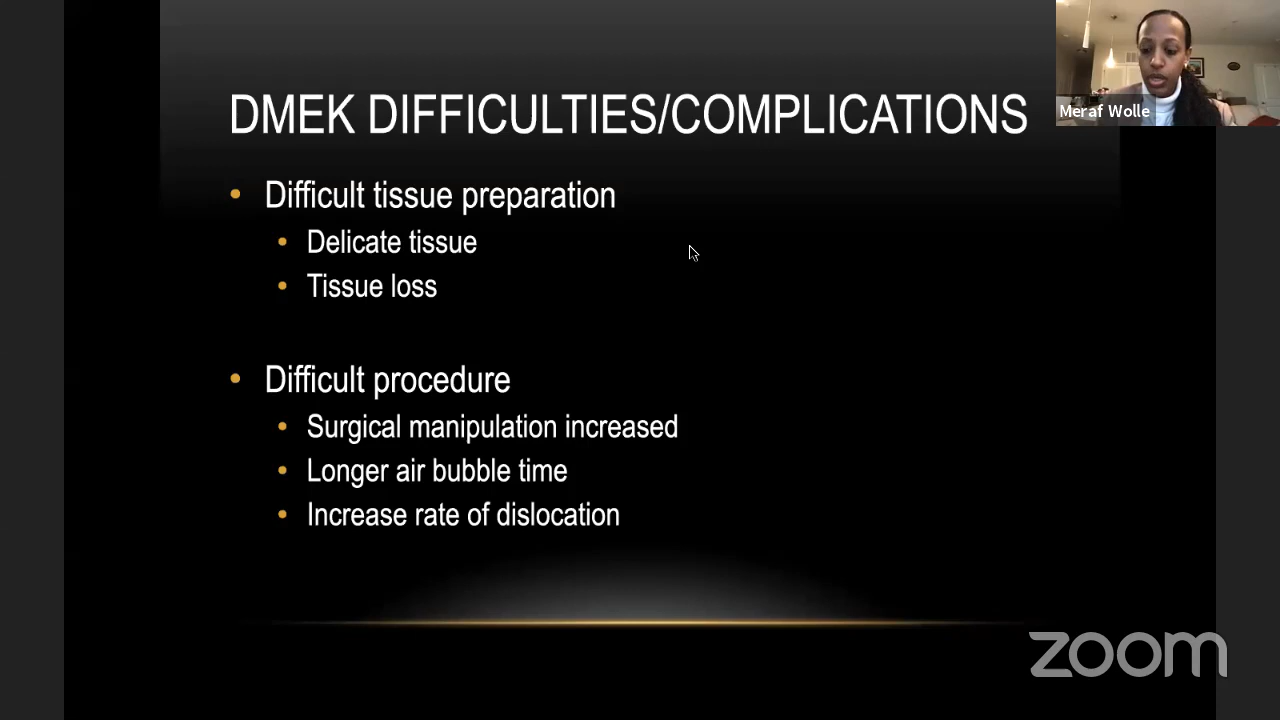 DMEK DIFFICULTIES/COMPLICATIONS
Meraf Wolle
Difficult tissue preparation
Delicate tissue
Tissue loss
Difficult procedure
Surgical manipulation increased
Longer air bubble time
Increase rate of dislocation
zoom